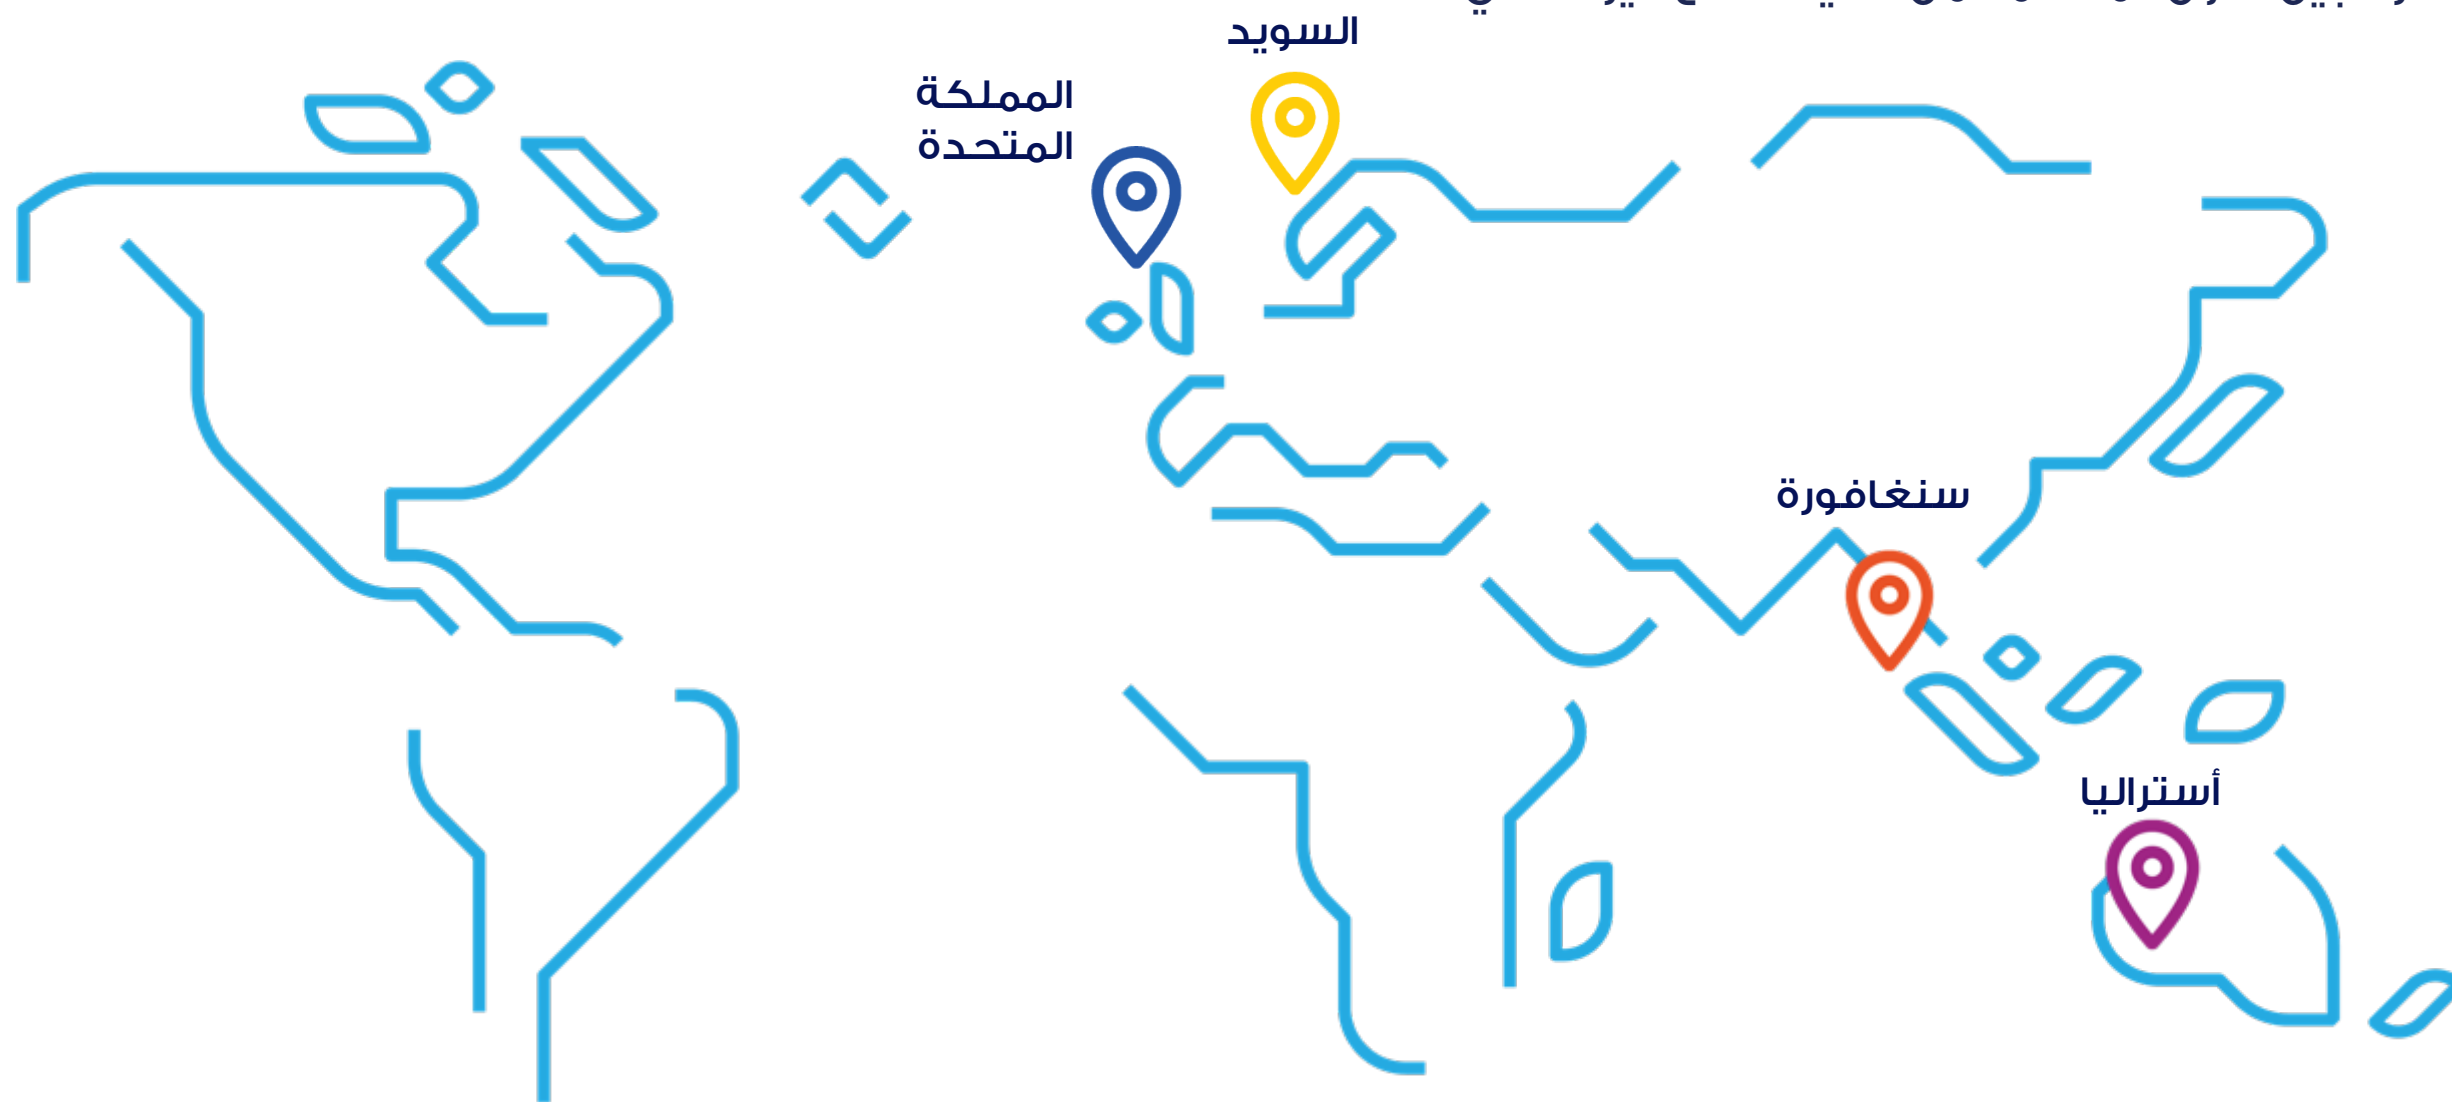 السويد
المملكة
المتحدة
سنغافورة
أستراليا